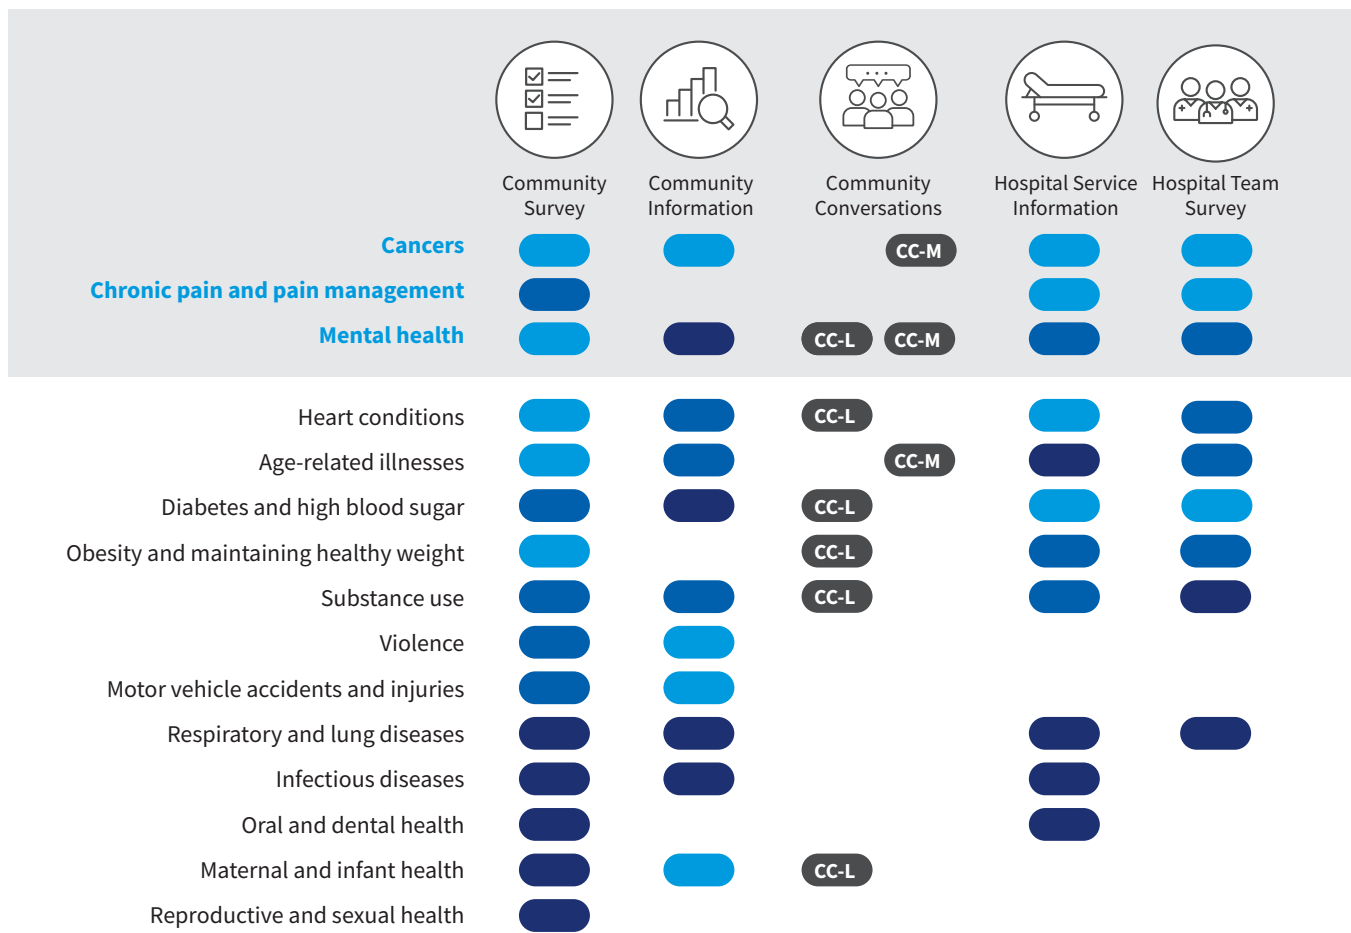 Community Survey
Community Information
Community Conversations
Hospital Service Information
Hospital Team Survey
Cancers CC-M
Chronic pain and pain management
Mental health CC-L CC-M
Heart conditions CC-L
Age-related illnesses CC-M
Diabetes and high blood sugar CC-L
Obesity and maintaining healthy weight CC-L
Substance use CC-L
Violence
Motor vehicle accidents and injuries
Respiratory and lung diseases
Infectious diseases
Oral and dental health
Maternal and infant health CC-L
Reproductive and sexual health